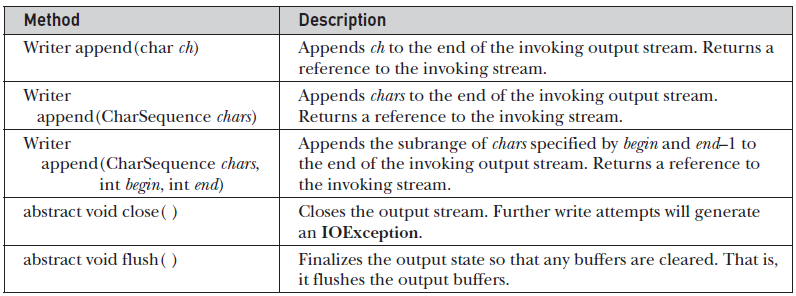 Method Description
Writer append(char ch) Appends ch to the end of the invoking output stream. Returns a
reference to the invoking stream.
Writer Appends chars to the end of the invoking output stream.
append(CharSequence chars) Returns a reference to the invoking stream.
Writer Appends the subrange of chars specified by begin and end–1 to
append(CharSequence chars, the end of the invoking output stream. Returns a reference to
int begin, int end) the invoking stream.
abstract void close( ) Closes the output stream. Further write attempts will generate
an IOException.
abstract void flush( ) Finalizes the output state so that any buffers are cleared. That is,
it flushes the output buffers.